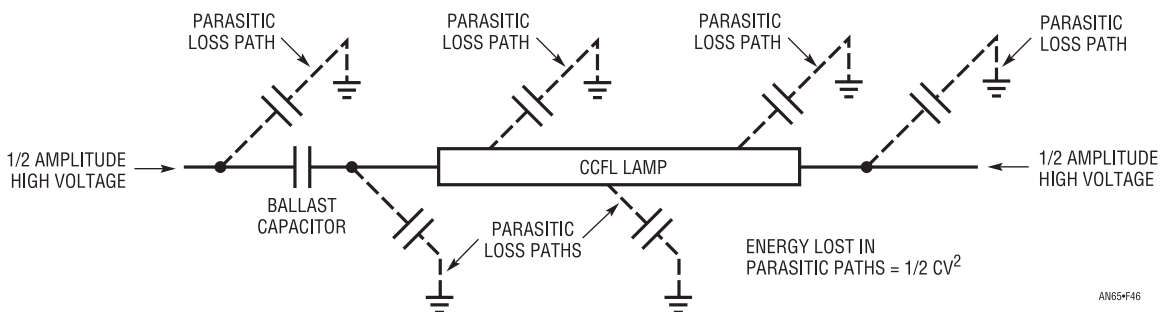 PARASITIC
LOSS PATH
PARASITIC
LOSS PATH
PARASITIC
LOSS PATH
PARASITIC
LOSS PATH
1/2 AMPLITUDE
HIGH VOLTAGE
BALLAST
CAPACITOR
CCFL LAMP
1/2 AMPLITUDE
HIGH VOLTAGE
PARASITIC
LOSS PATHS
ENERGY LOST IN
PARASITIC PATHS = 1/2 CV²
AN65•F46